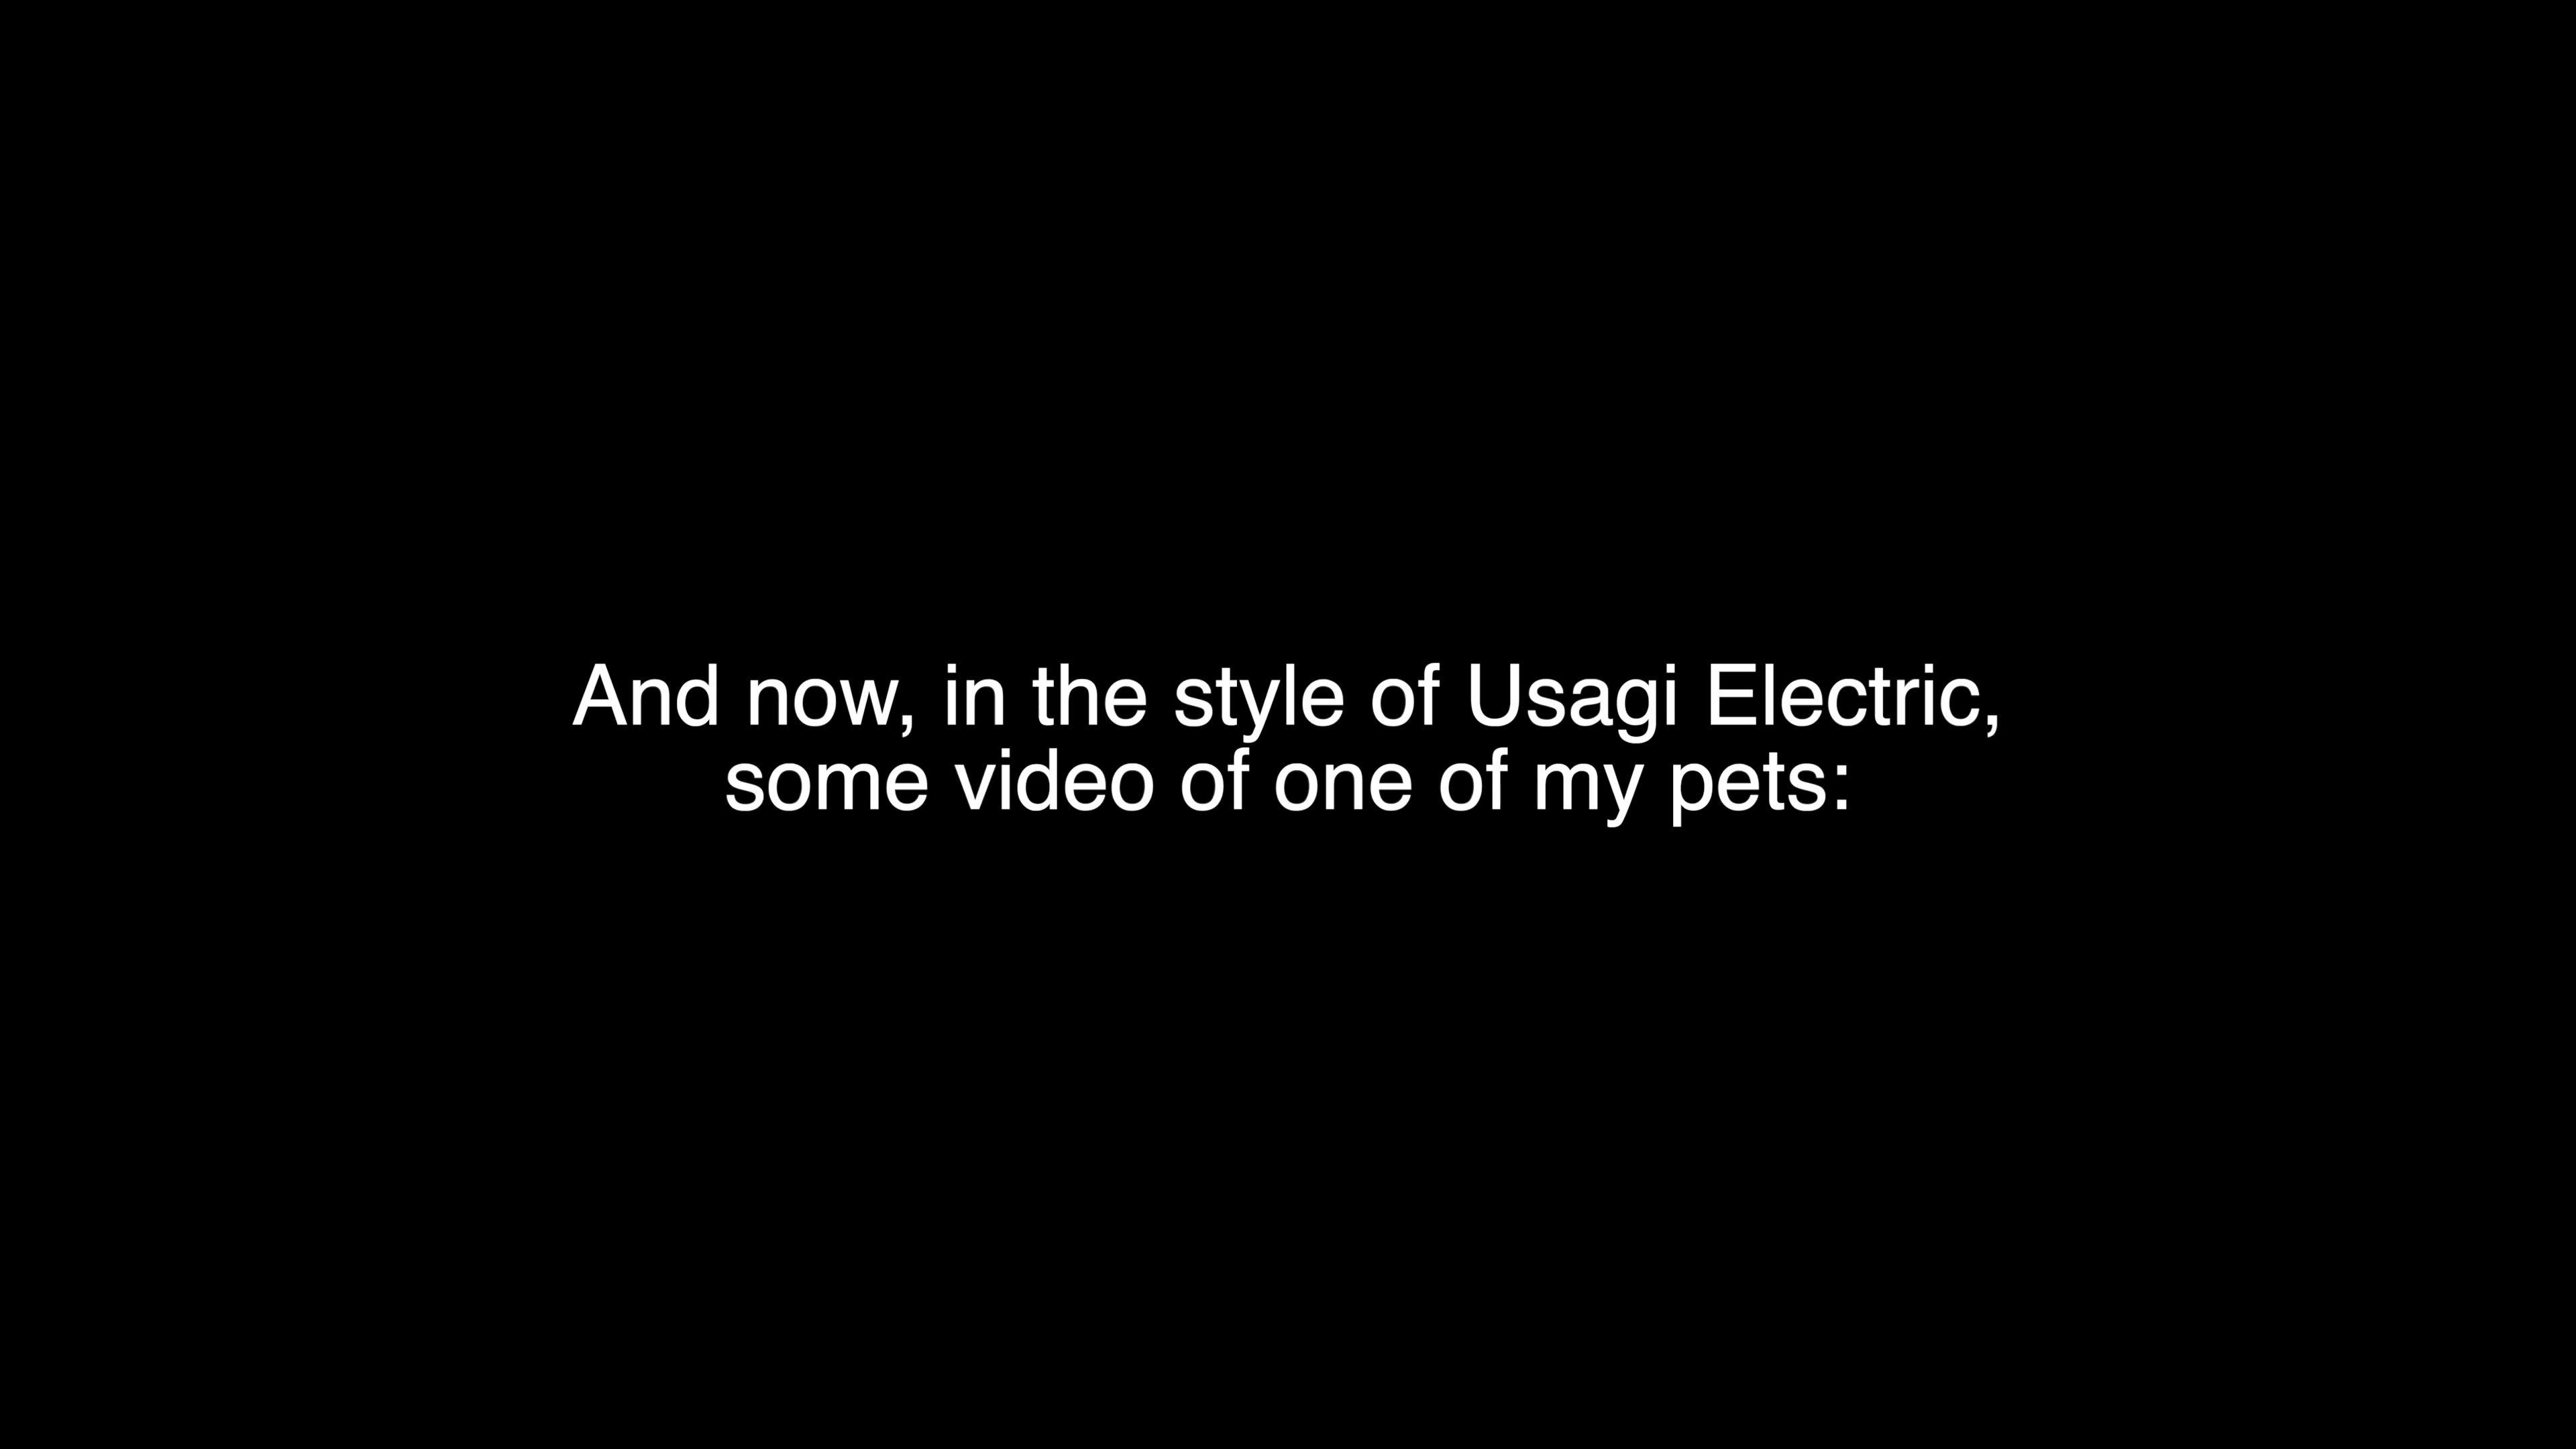 And now, in the style of Usagi Electric,
some video of one of my pets: